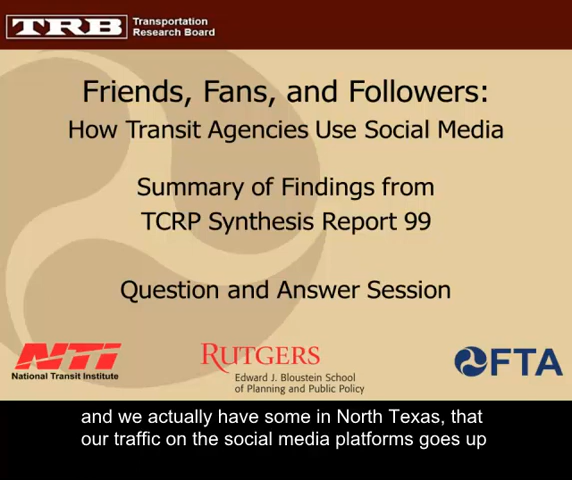 TRB Transportation
Research Board
Friends, Fans, and Followers:
How Transit Agencies Use Social Media
Summary of Findings from
TCRP Synthesis Report 99
Question and Answer Session
NTI
National Transit Institute
RUTGERS
Edward J. Bloustein School
of Planning and Public Policy
FTA
and we actually have some in North Texas, that
our traffic on the social media platforms goes up